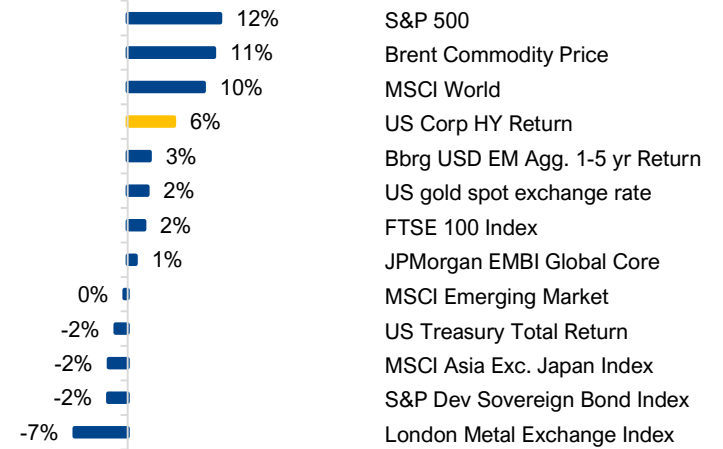 12% S&P 500
11% Brent Commodity Price
10% MSCI World
6% US Corp HY Return
3% Bbrg USD EM Agg. 1-5 yr Return
2% US gold spot exchange rate
2% FTSE 100 Index
1% JPMorgan EMBI Global Core
0% MSCI Emerging Market
-2% US Treasury Total Return
-2% MSCI Asia Exc. Japan Index
-2% S&P Dev Sovereign Bond Index
-7% London Metal Exchange Index